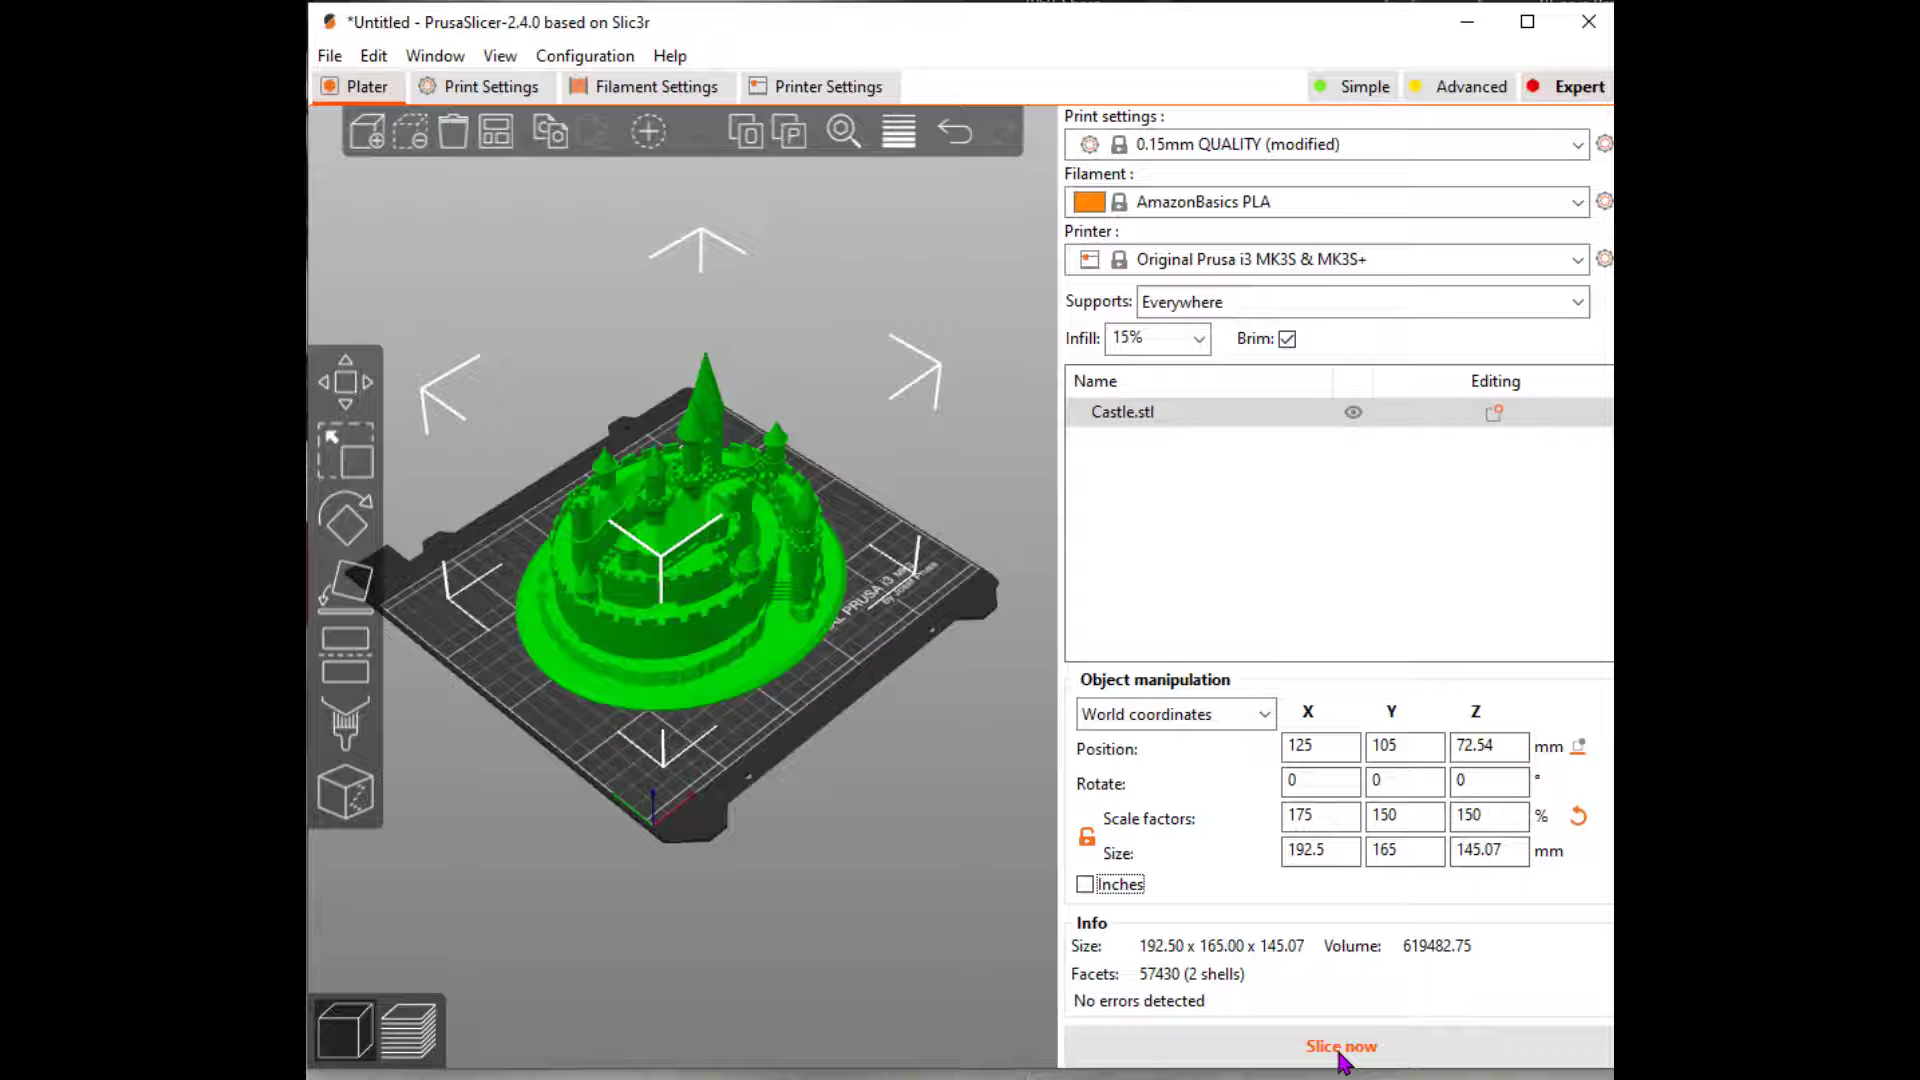 *Untitled - PrusaSlicer-2.4.0 based on Slic3r
File Edit Window View Configuration Help
Plater Print Settings Filament Settings Printer Settings Simple Advanced Expert
Print settings :
0.15mm QUALITY (modified)
Filament :
AmazonBasics PLA
Printer :
Original Prusa i3 MK3S & MK3S+
Supports: Everywhere
Infill: 15% Brim:
Name Editing
Castle.stl
PRUSA i3
by Josef Prusa
Object manipulation
World coordinates X Y Z
Position: 125 105 72.54 mm
Rotate: 0 0 0 °
Scale factors: 175 150 150 %
Size: 192.5 165 145.07 mm
Inches
Info
Size: 192.50 x 165.00 x 145.07 Volume: 619482.75
Facets: 57430 (2 shells)
No errors detected
Slice now